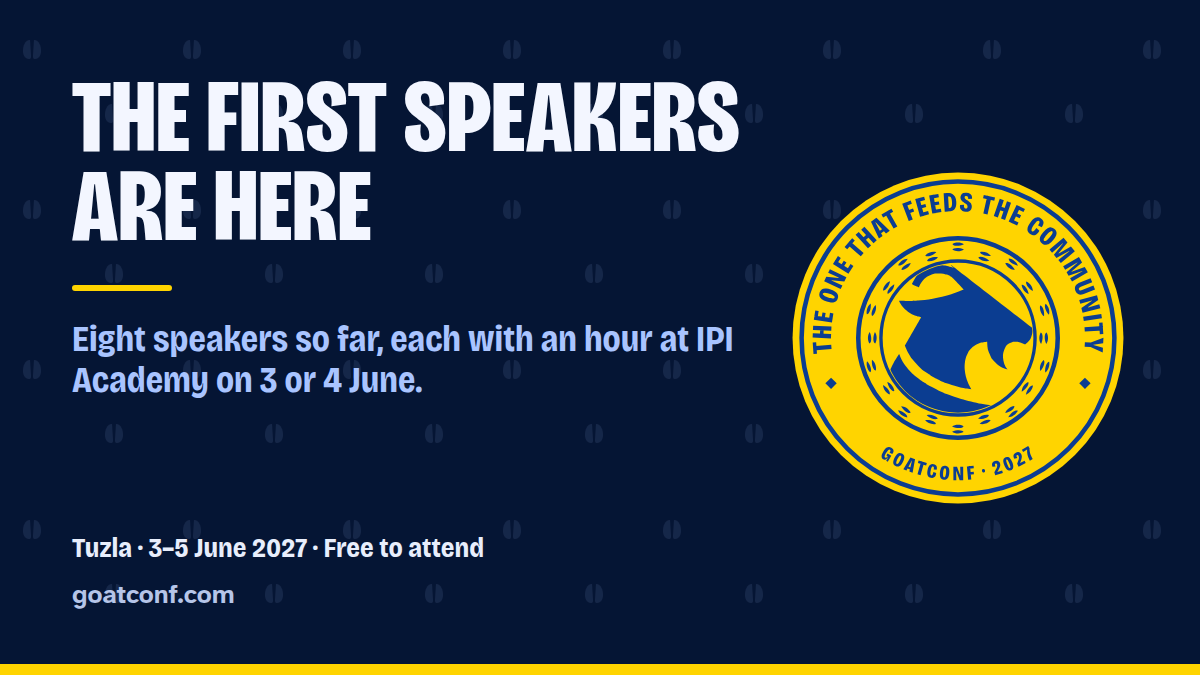 THE FIRST SPEAKERS
ARE HERE
Eight speakers so far, each with an hour at IPI
Academy on 3 or 4 June.
Tuzla · 3–5 June 2027 · Free to attend
goatconf.com
THE ONE THAT FEEDS THE COMMUNITY
GOATCONF · 2027